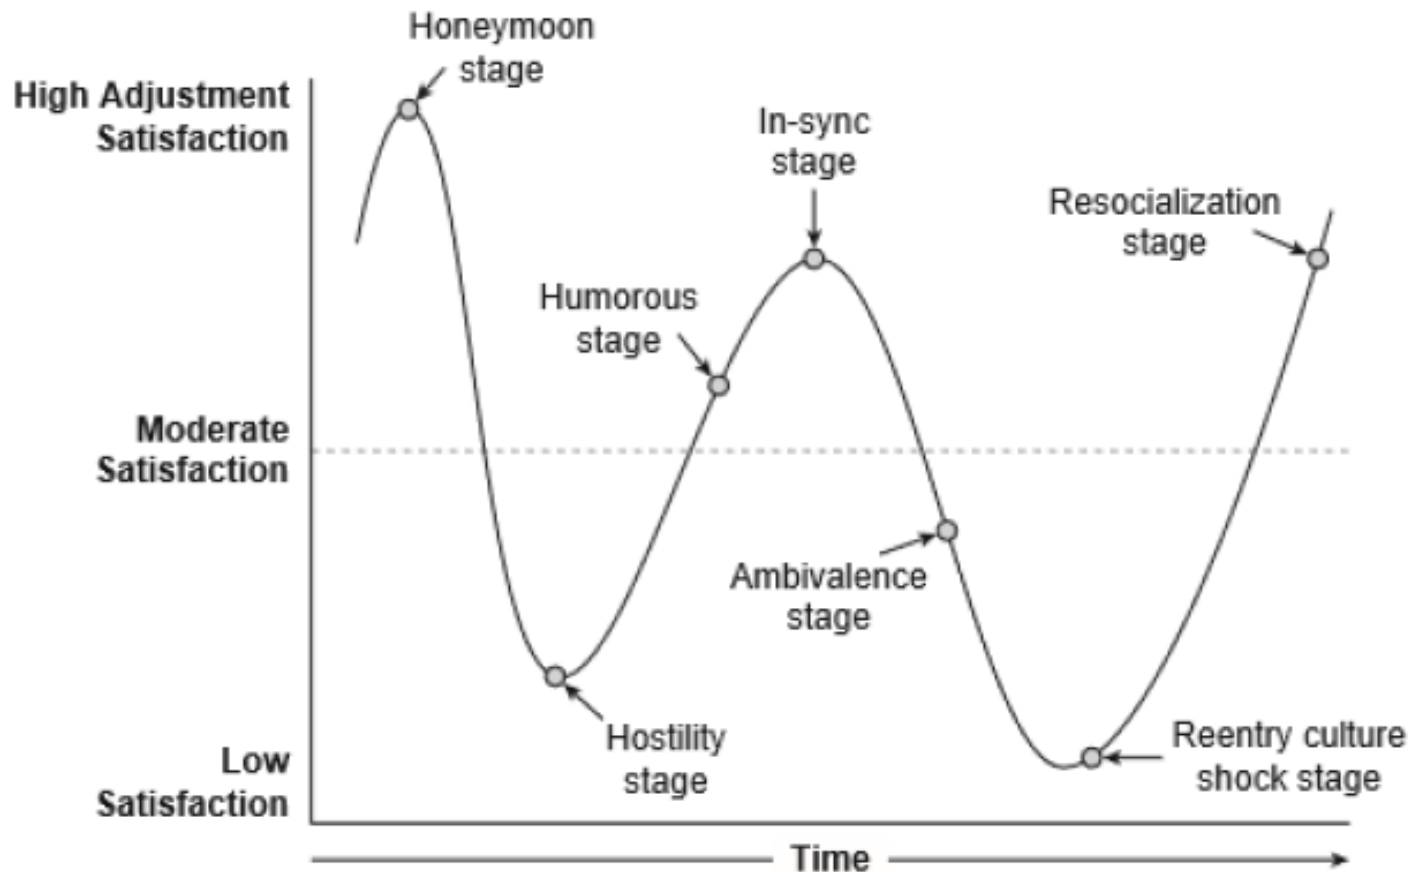 Honeymoon
stage
High Adjustment
Satisfaction
In-sync
stage
Resocialization
stage
Humorous
stage
Moderate
Satisfaction
Ambivalence
stage
Hostility
stage
Reentry culture
shock stage
Low
Satisfaction
Time